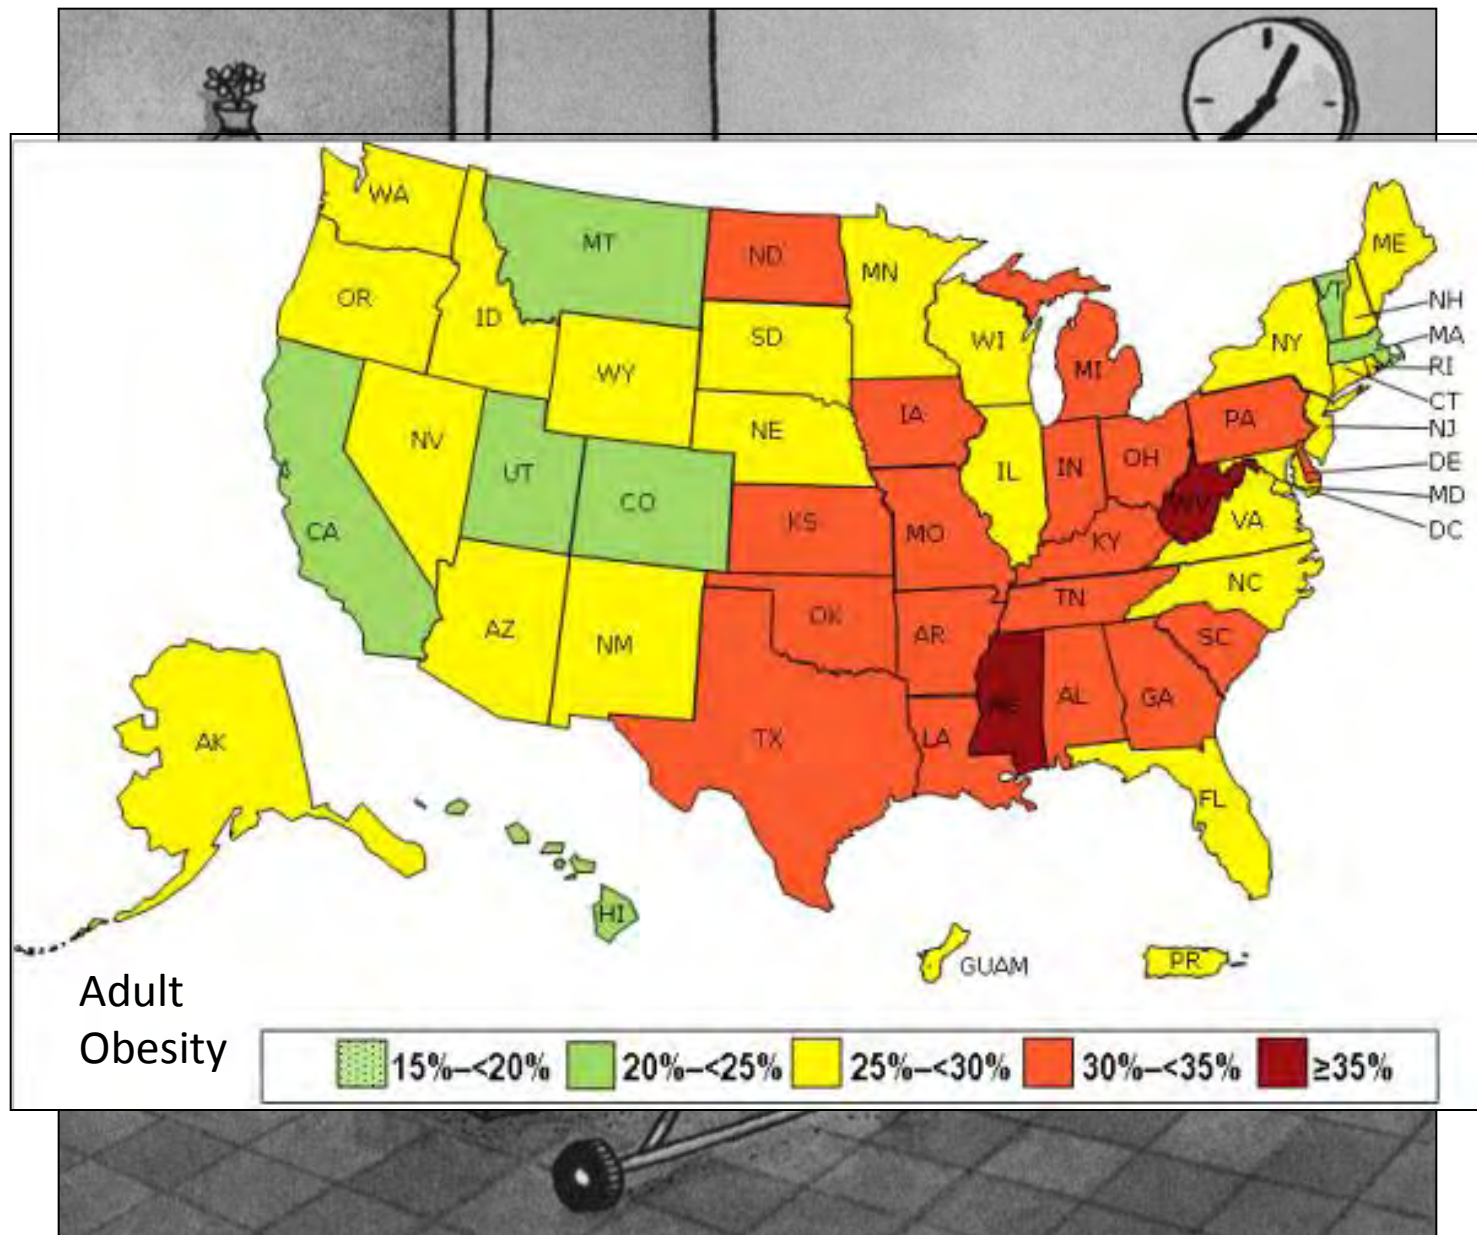 WA
MT
ND
MN
ME
OR
ID
SD
WI
VT
NH
WY
MI
NY
MA
RI
CT
NV
NE
IA
PA
NJ
UT
CO
IL
IN
OH
DE
MD
DC
CA
KS
MO
KY
WV
VA
NC
AZ
NM
OK
AR
TN
SC
AK
TX
LA
MS
AL
GA
FL
HI
GUAM
PR
Adult
Obesity
15%–<20% 20%–<25% 25%–<30% 30%–<35% ≥35%